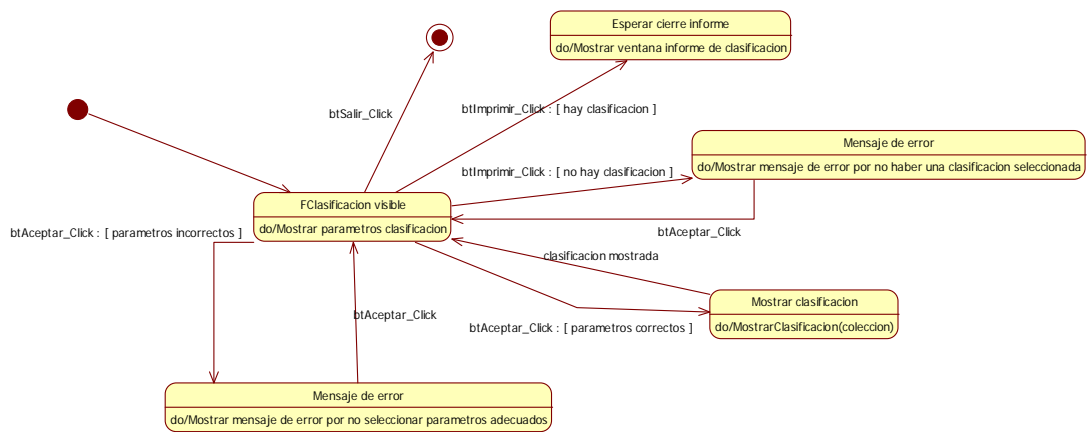 Esperar cierre informe
do/Mostrar ventana informe de clasificacion
btSalir_Click
btImprimir_Click : [ hay clasificacion ]
Mensaje de error
do/Mostrar mensaje de error por no haber una clasificacion seleccionada
btImprimir_Click : [ no hay clasificacion ]
FClasificacion visible
do/Mostrar parametros clasificacion
btAceptar_Click : [ parametros incorrectos ]
btAceptar_Click
clasificacion mostrada
Mostrar clasificacion
do/MostrarClasificacion(coleccion)
btAceptar_Click
btAceptar_Click : [ parametros correctos ]
Mensaje de error
do/Mostrar mensaje de error por no seleccionar parametros adecuados